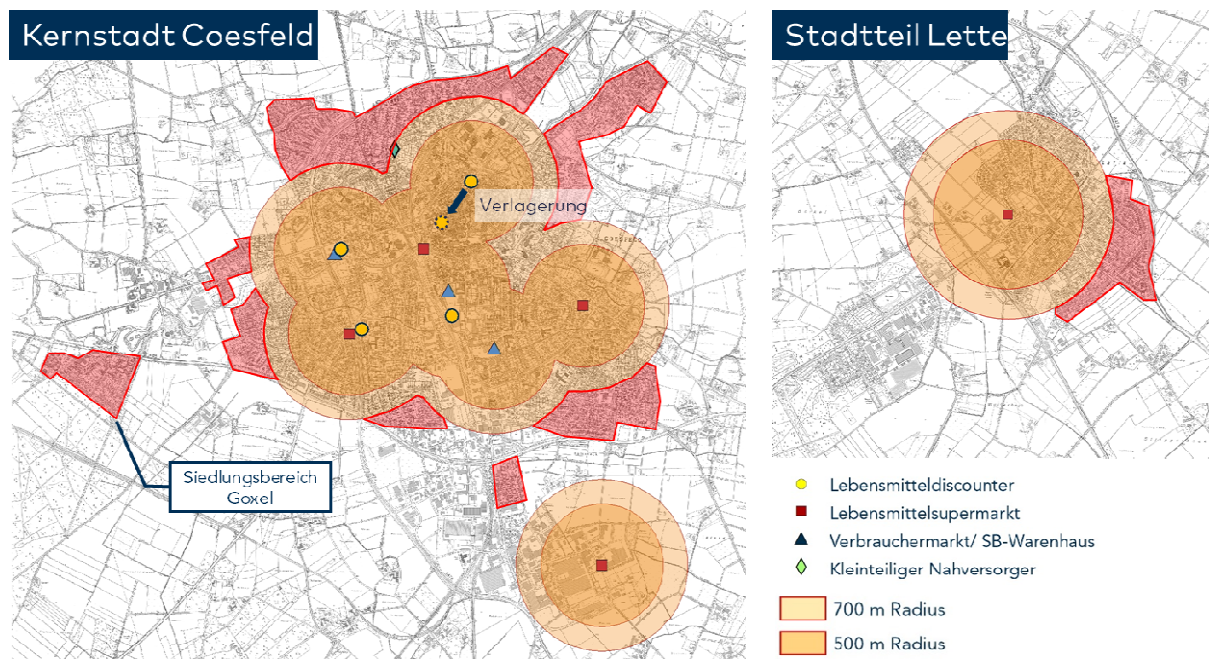 Kernstadt Coesfeld
Stadtteil Lette
Verlagerung
Siedlungsbereich
Goxel
Lebensmitteldiscounter
Lebensmittelsupermarkt
Verbrauchermarkt/ SB-Warenhaus
Kleinteiliger Nahversorger
700 m Radius
500 m Radius